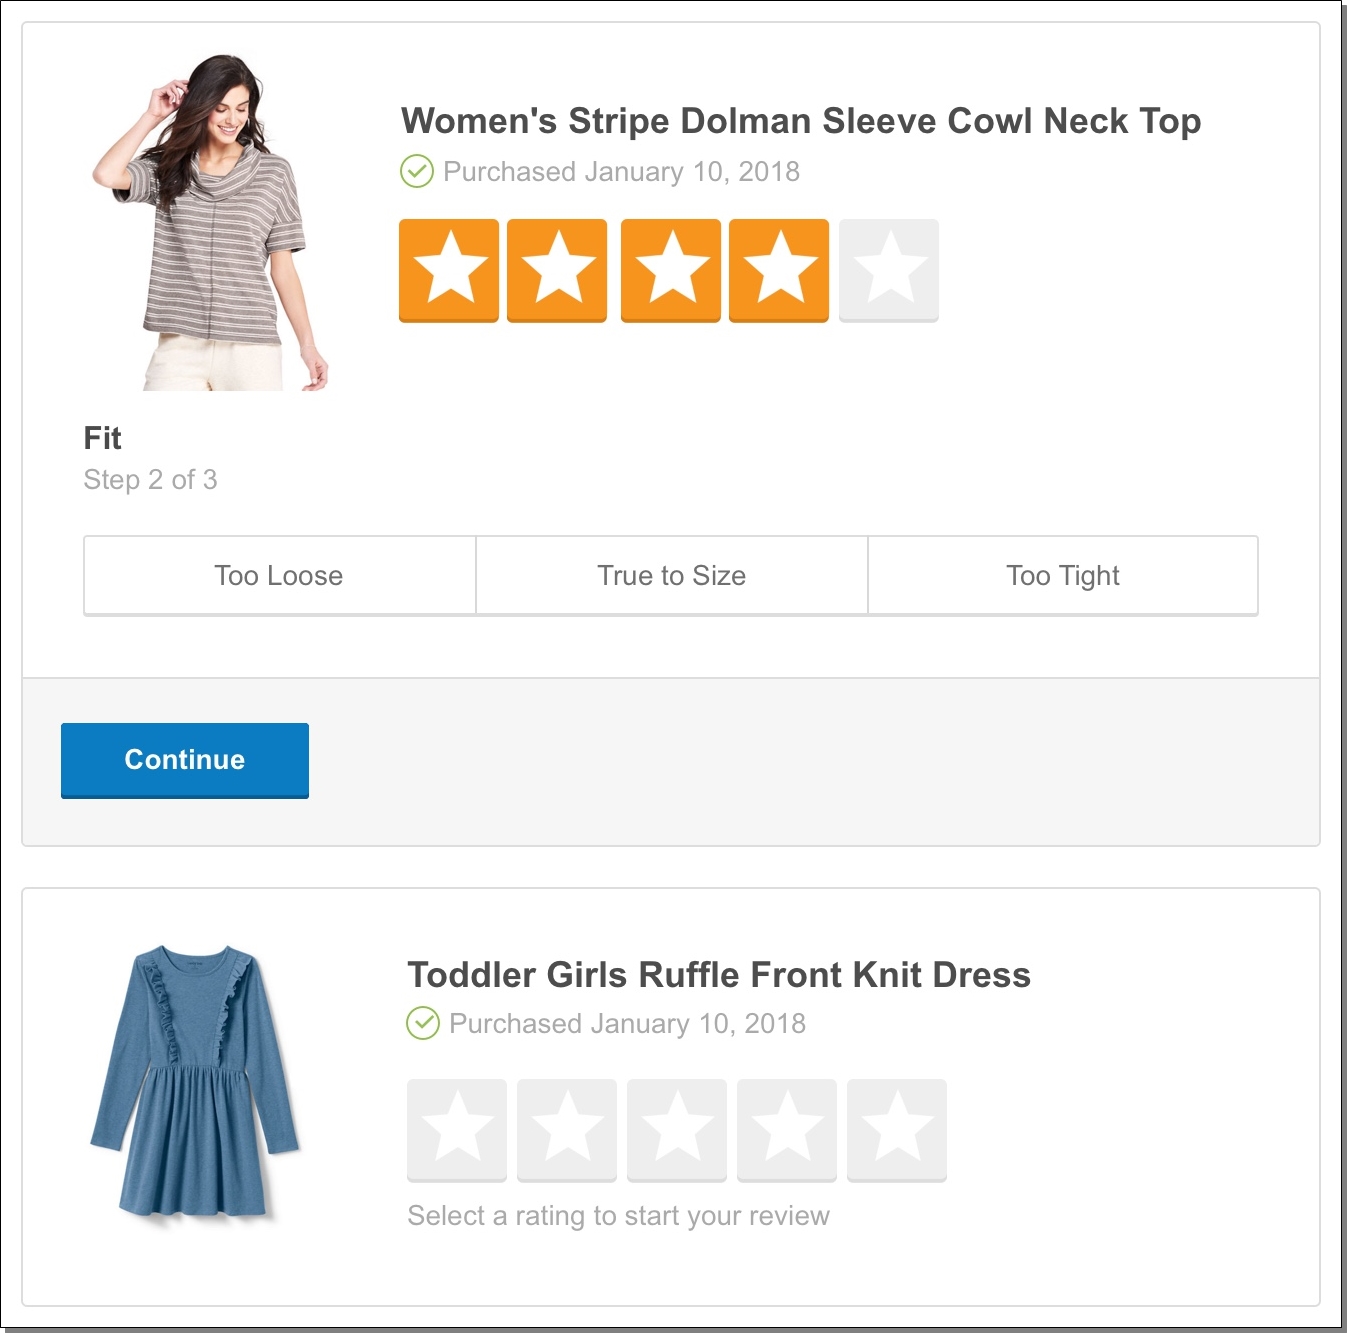 Women's Stripe Dolman Sleeve Cowl Neck Top
Purchased January 10, 2018
Fit
Step 2 of 3
Too Loose
True to Size
Too Tight
Continue
Toddler Girls Ruffle Front Knit Dress
Purchased January 10, 2018
Select a rating to start your review